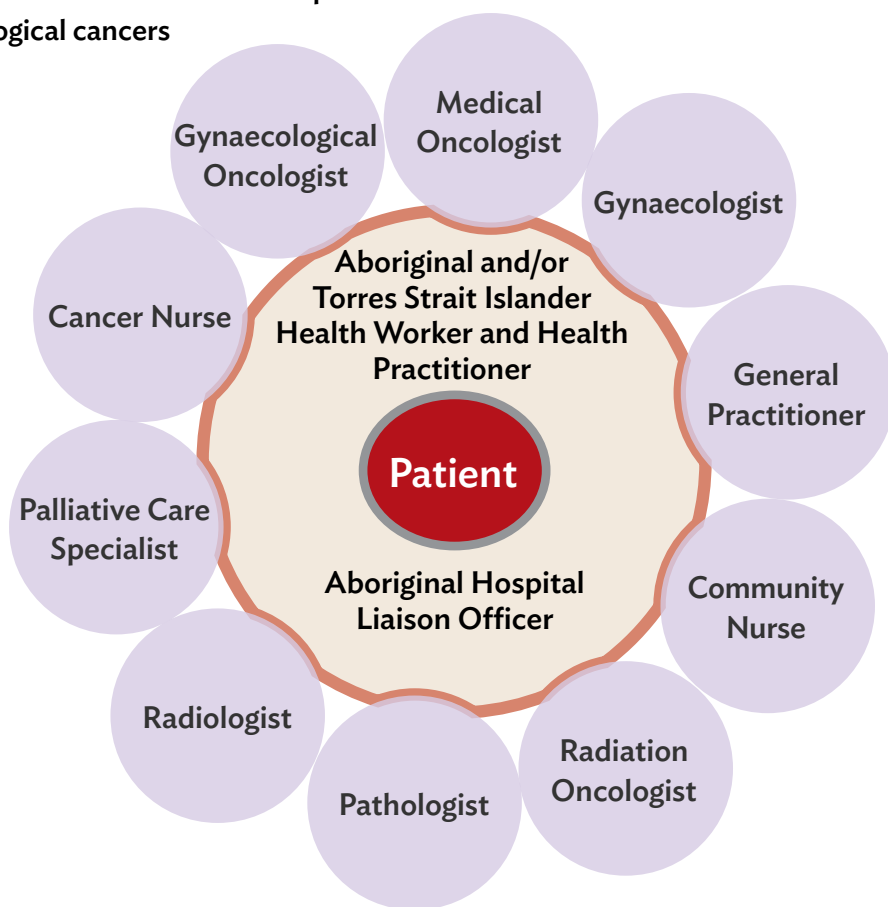 ogical cancers
Medical
Oncologist
Gynaecological
Oncologist
Gynaecologist
Aboriginal and/or
Torres Strait Islander
Health Worker and Health
Practitioner
Cancer Nurse
General
Practitioner
Patient
Palliative Care
Specialist
Aboriginal Hospital
Liaison Officer
Community
Nurse
Radiologist
Radiation
Oncologist
Pathologist